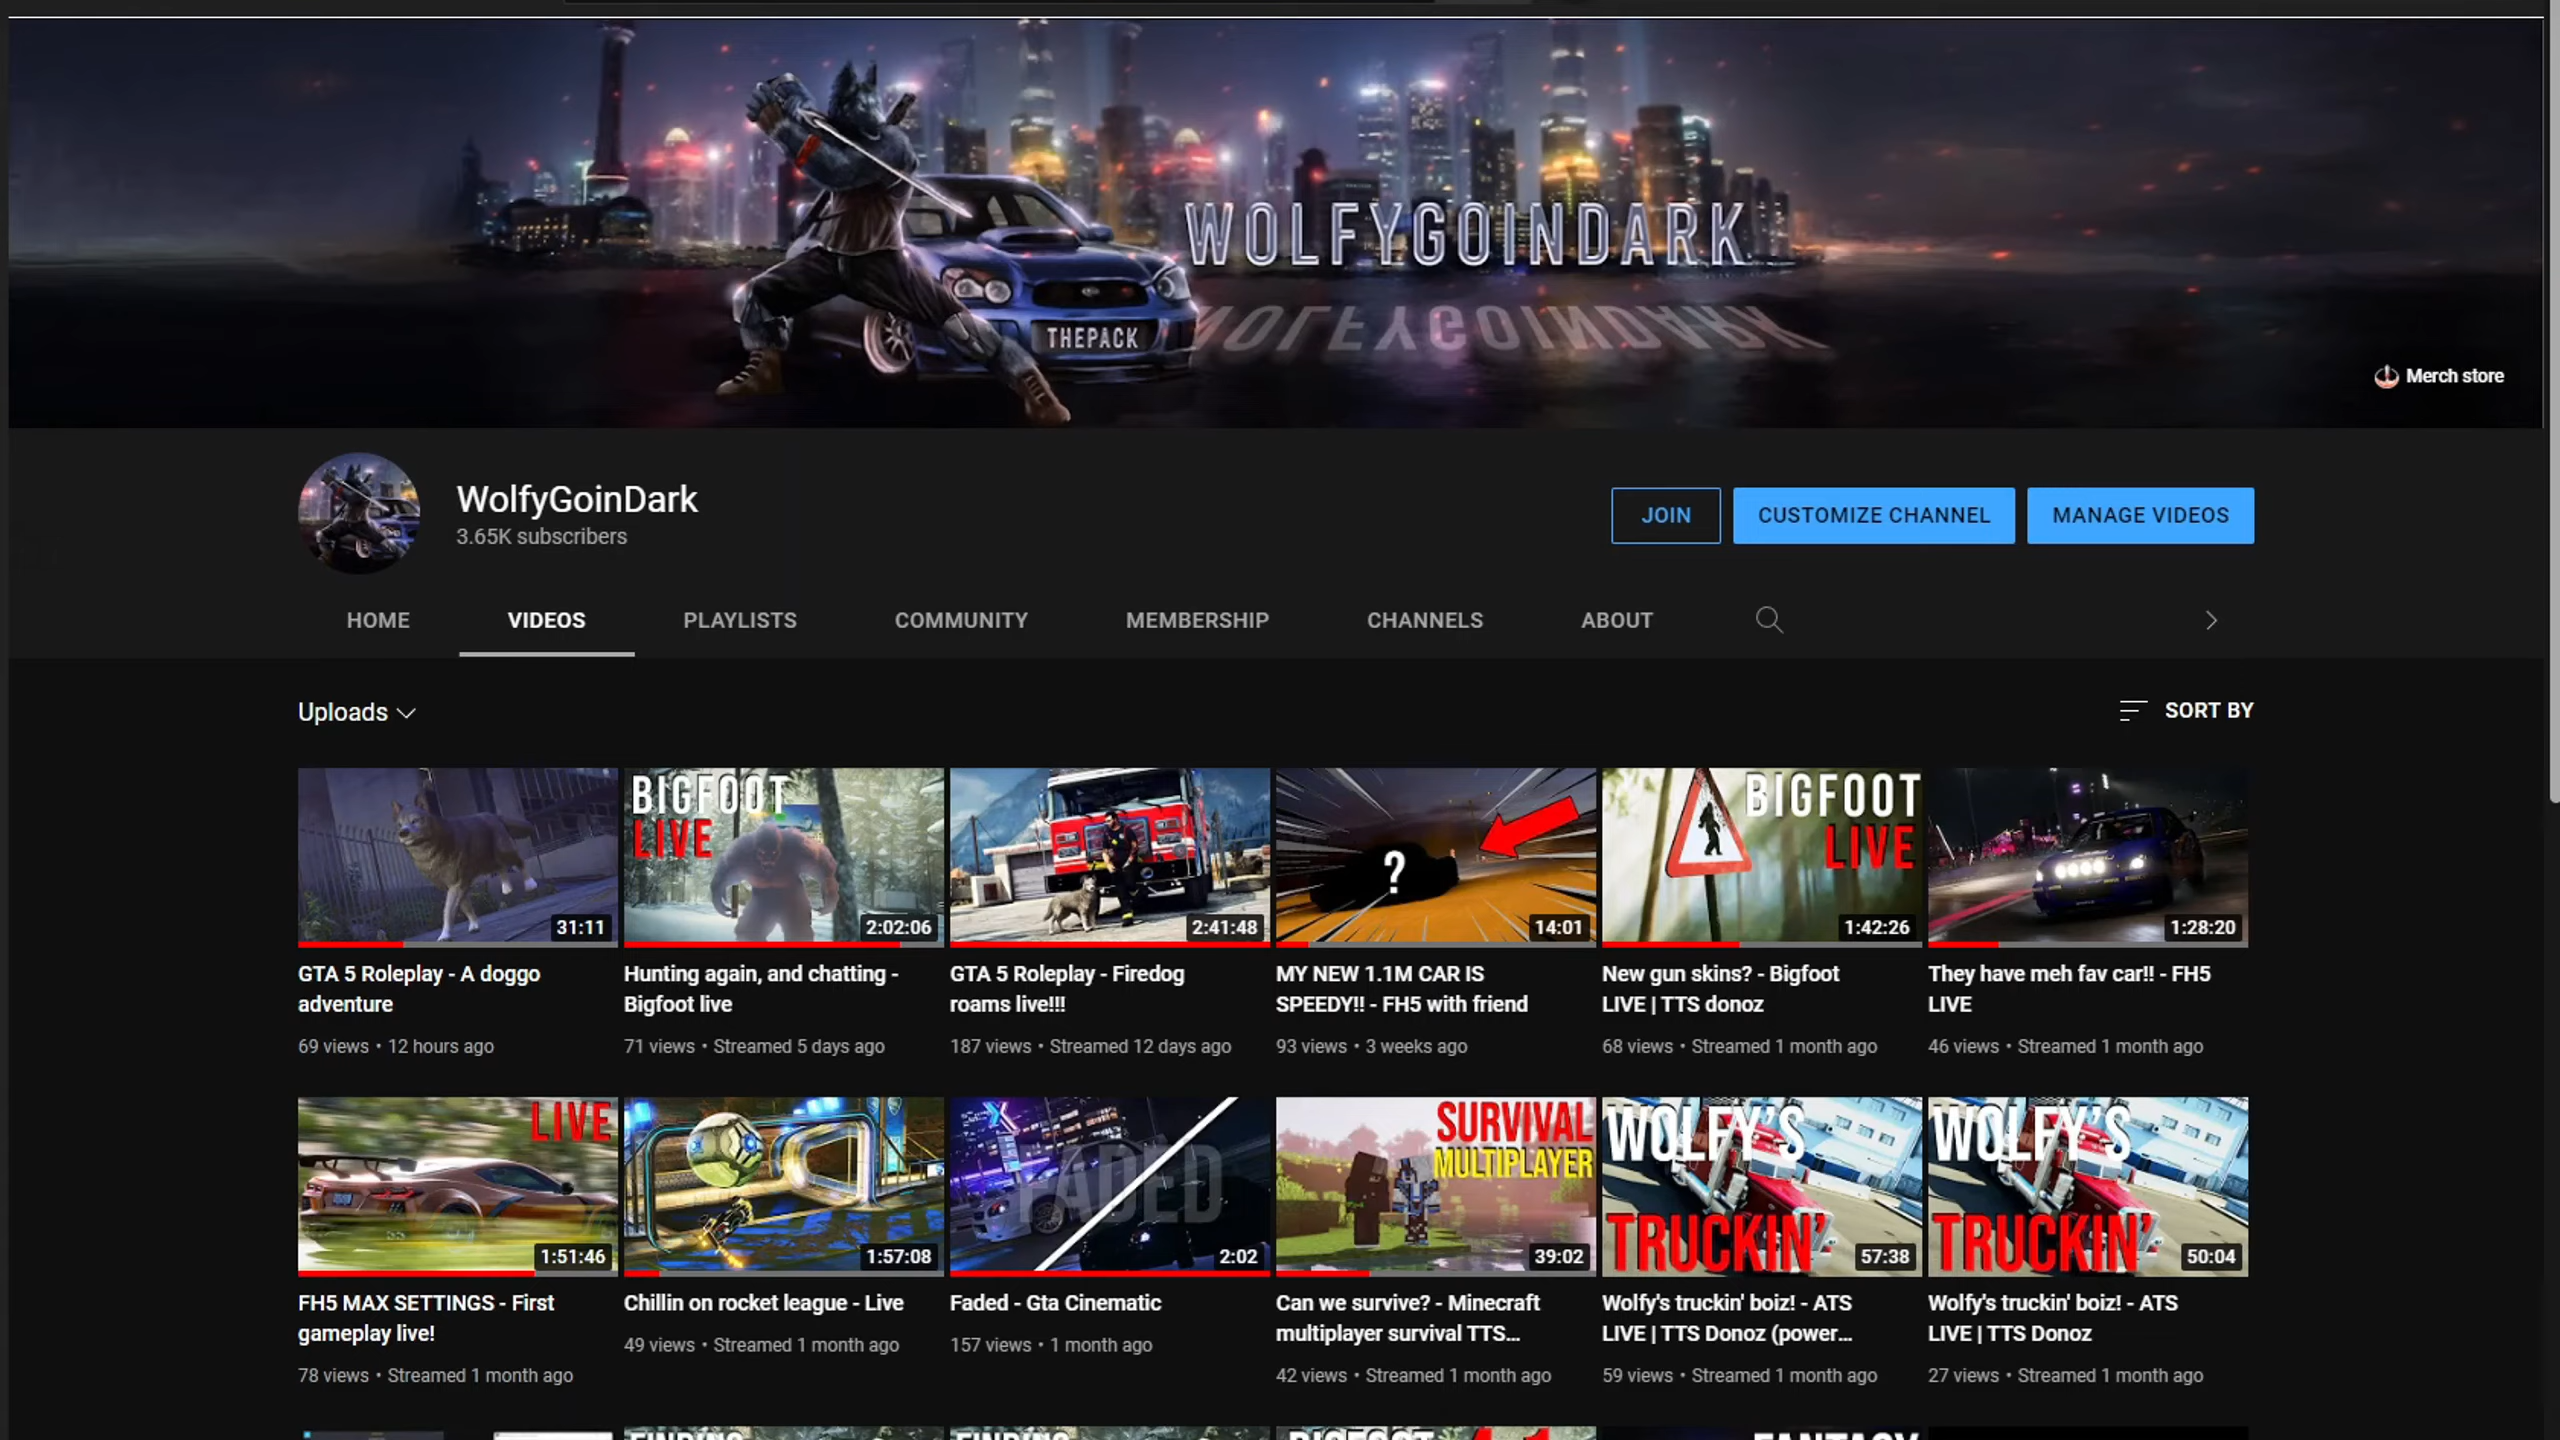 WOLFYGOINDARK
THEPACK
Merch store
WolfyGoinDark
3.65K subscribers
JOIN
CUSTOMIZE CHANNEL
MANAGE VIDEOS
HOME
VIDEOS
PLAYLISTS
COMMUNITY
MEMBERSHIP
CHANNELS
ABOUT
Uploads
SORT BY
31:11
GTA 5 Roleplay - A doggo
adventure
69 views • 12 hours ago
BIGFOOT
LIVE
2:02:06
Hunting again, and chatting -
Bigfoot live
71 views • Streamed 5 days ago
2:41:48
GTA 5 Roleplay - Firedog
roams live!!!
187 views • Streamed 12 days ago
?
14:01
MY NEW 1.1M CAR IS
SPEEDY!! - FH5 with friend
93 views • 3 weeks ago
BIGFOOT
LIVE
1:42:26
New gun skins? - Bigfoot
LIVE | TTS donoz
68 views • Streamed 1 month ago
1:28:20
They have meh fav car!! - FH5
LIVE
46 views • Streamed 1 month ago
LIVE
1:51:46
FH5 MAX SETTINGS - First
gameplay live!
78 views • Streamed 1 month ago
1:57:08
Chillin on rocket league - Live
49 views • Streamed 1 month ago
FADED
2:02
Faded - Gta Cinematic
157 views • 1 month ago
SURVIVAL
MULTIPLAYER
39:02
Can we survive? - Minecraft
multiplayer survival TTS...
42 views • Streamed 1 month ago
WOLFY'S
TRUCKIN'
57:38
Wolfy's truckin' boiz! - ATS
LIVE | TTS Donoz (power...
59 views • Streamed 1 month ago
WOLFY'S
TRUCKIN'
50:04
Wolfy's truckin' boiz! - ATS
LIVE | TTS Donoz
27 views • Streamed 1 month ago